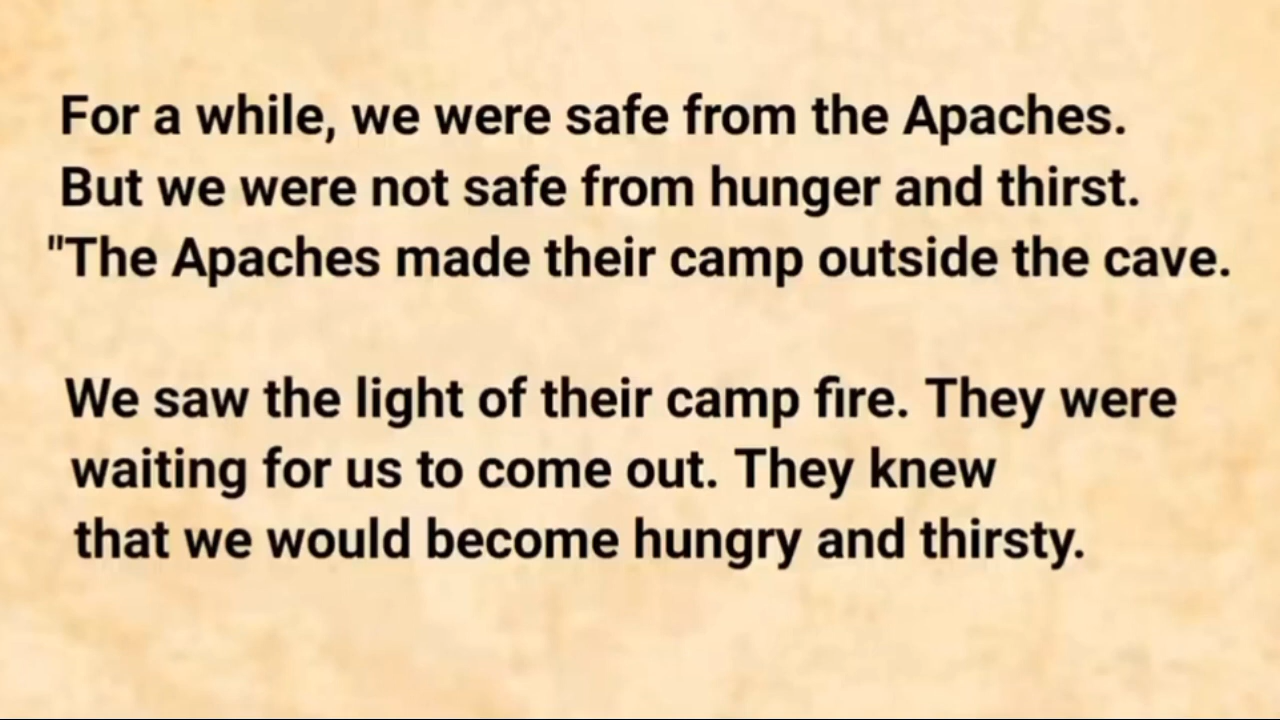 For a while, we were safe from the Apaches.
But we were not safe from hunger and thirst.
"The Apaches made their camp outside the cave.
We saw the light of their camp fire. They were
waiting for us to come out. They knew
that we would become hungry and thirsty.